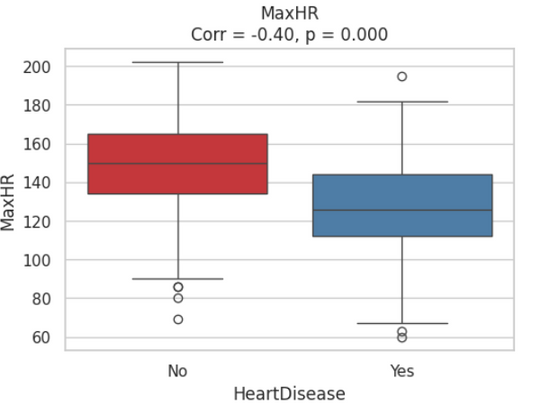 MaxHR
Corr = -0.40, p = 0.000
200
180
160
140
120
100
80
60
MaxHR
No
Yes
HeartDisease